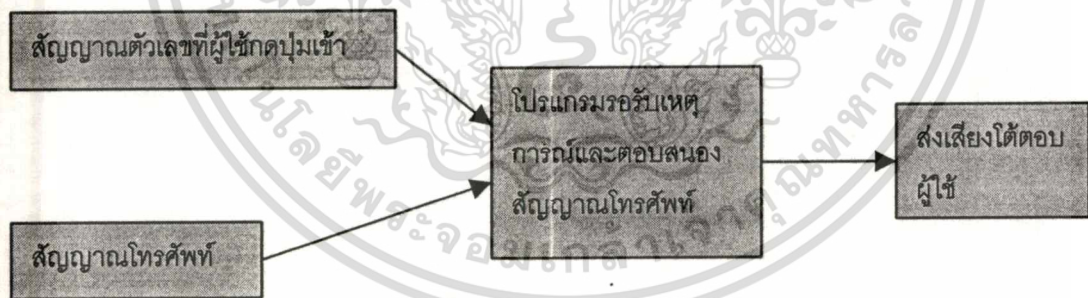 สัญญาณตัวเลขที่ผู้ใช้กดปุ่มเข้า
โปรแกรมรอรับเหตุ
การณ์และตอบสนอง
สัญญาณโทรศัพท์
ส่งเสียงโต้ตอบ
ผู้ใช้
สัญญาณโทรศัพท์